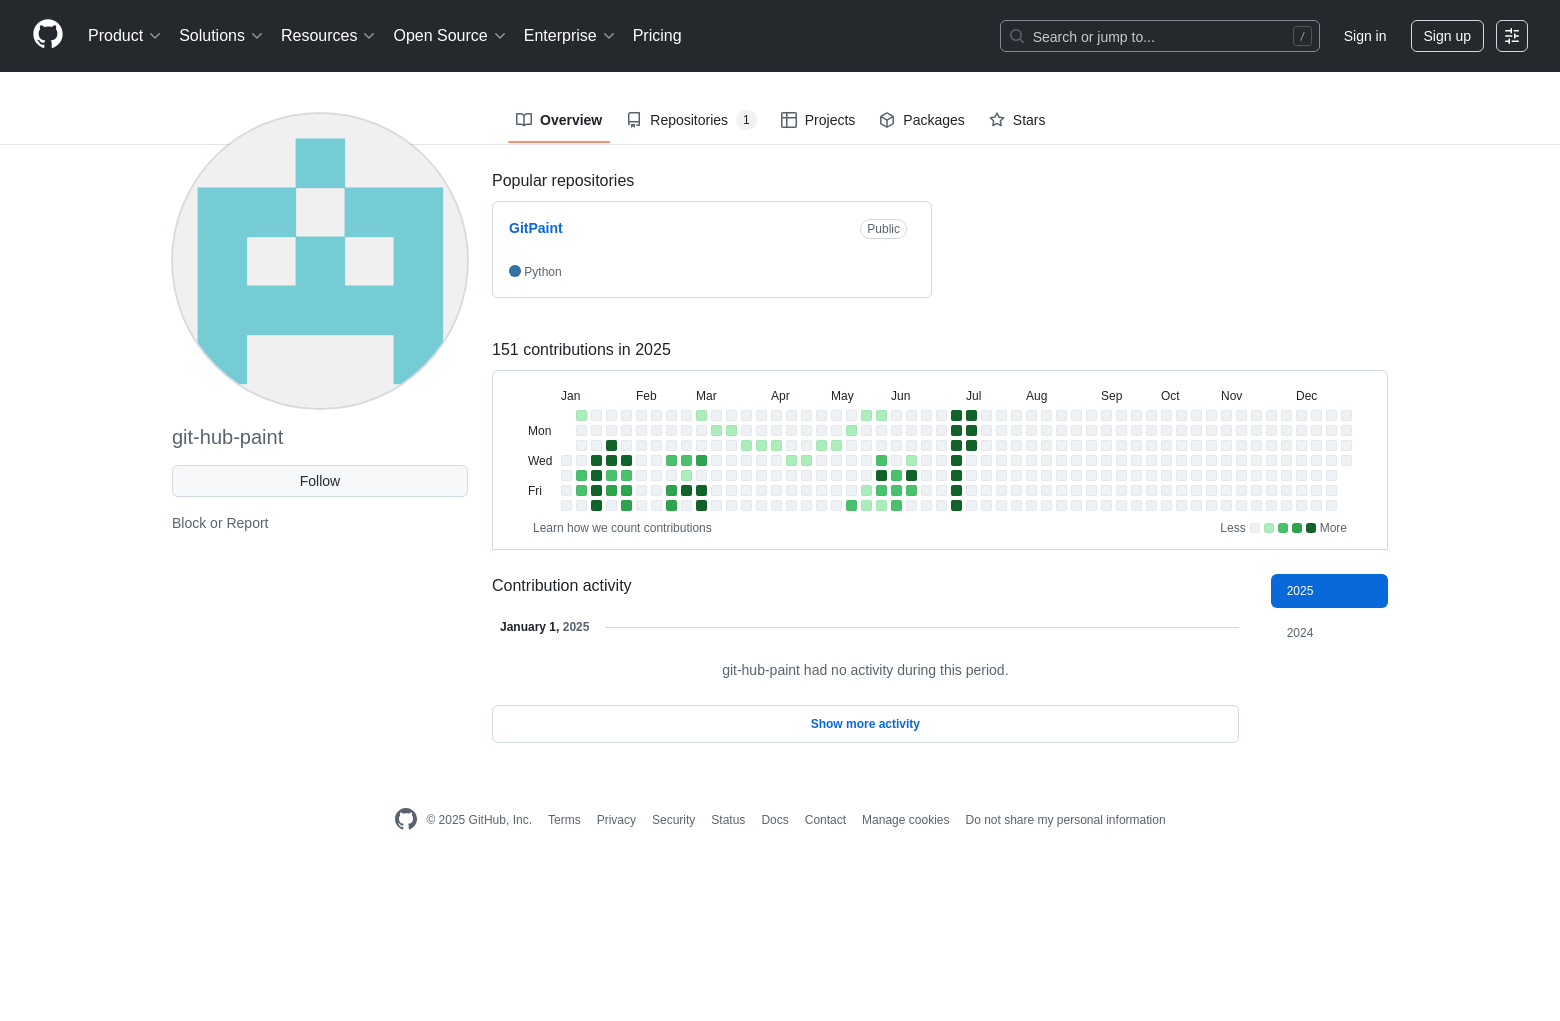 Product Solutions Resources Open Source Enterprise Pricing Search or jump to... / Sign in Sign up
Overview Repositories 1 Projects Packages Stars
git-hub-paint
Follow
Block or Report
Popular repositories
GitPaint Public
Python
151 contributions in 2025
Jan Feb Mar Apr May Jun Jul Aug Sep Oct Nov Dec
Mon
Wed
Fri
Learn how we count contributions Less More
Contribution activity
2025
2024
January 1, 2025
git-hub-paint had no activity during this period.
Show more activity
© 2025 GitHub, Inc. Terms Privacy Security Status Docs Contact Manage cookies Do not share my personal information